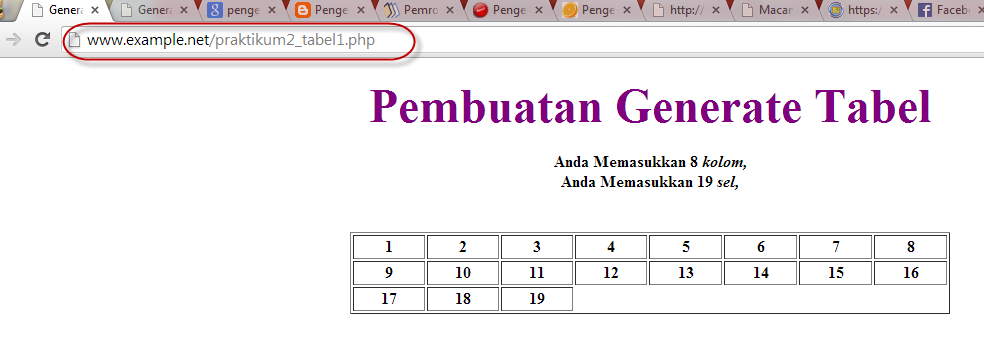 Genera Genera penge Penge Pemro Penge Penge http:// Macar https:/ Facebo
www.example.net/praktikum2_tabel1.php
Pembuatan Generate Tabel
Anda Memasukkan 8 kolom,
Anda Memasukkan 19 sel,
1 2 3 4 5 6 7 8
9 10 11 12 13 14 15 16
17 18 19